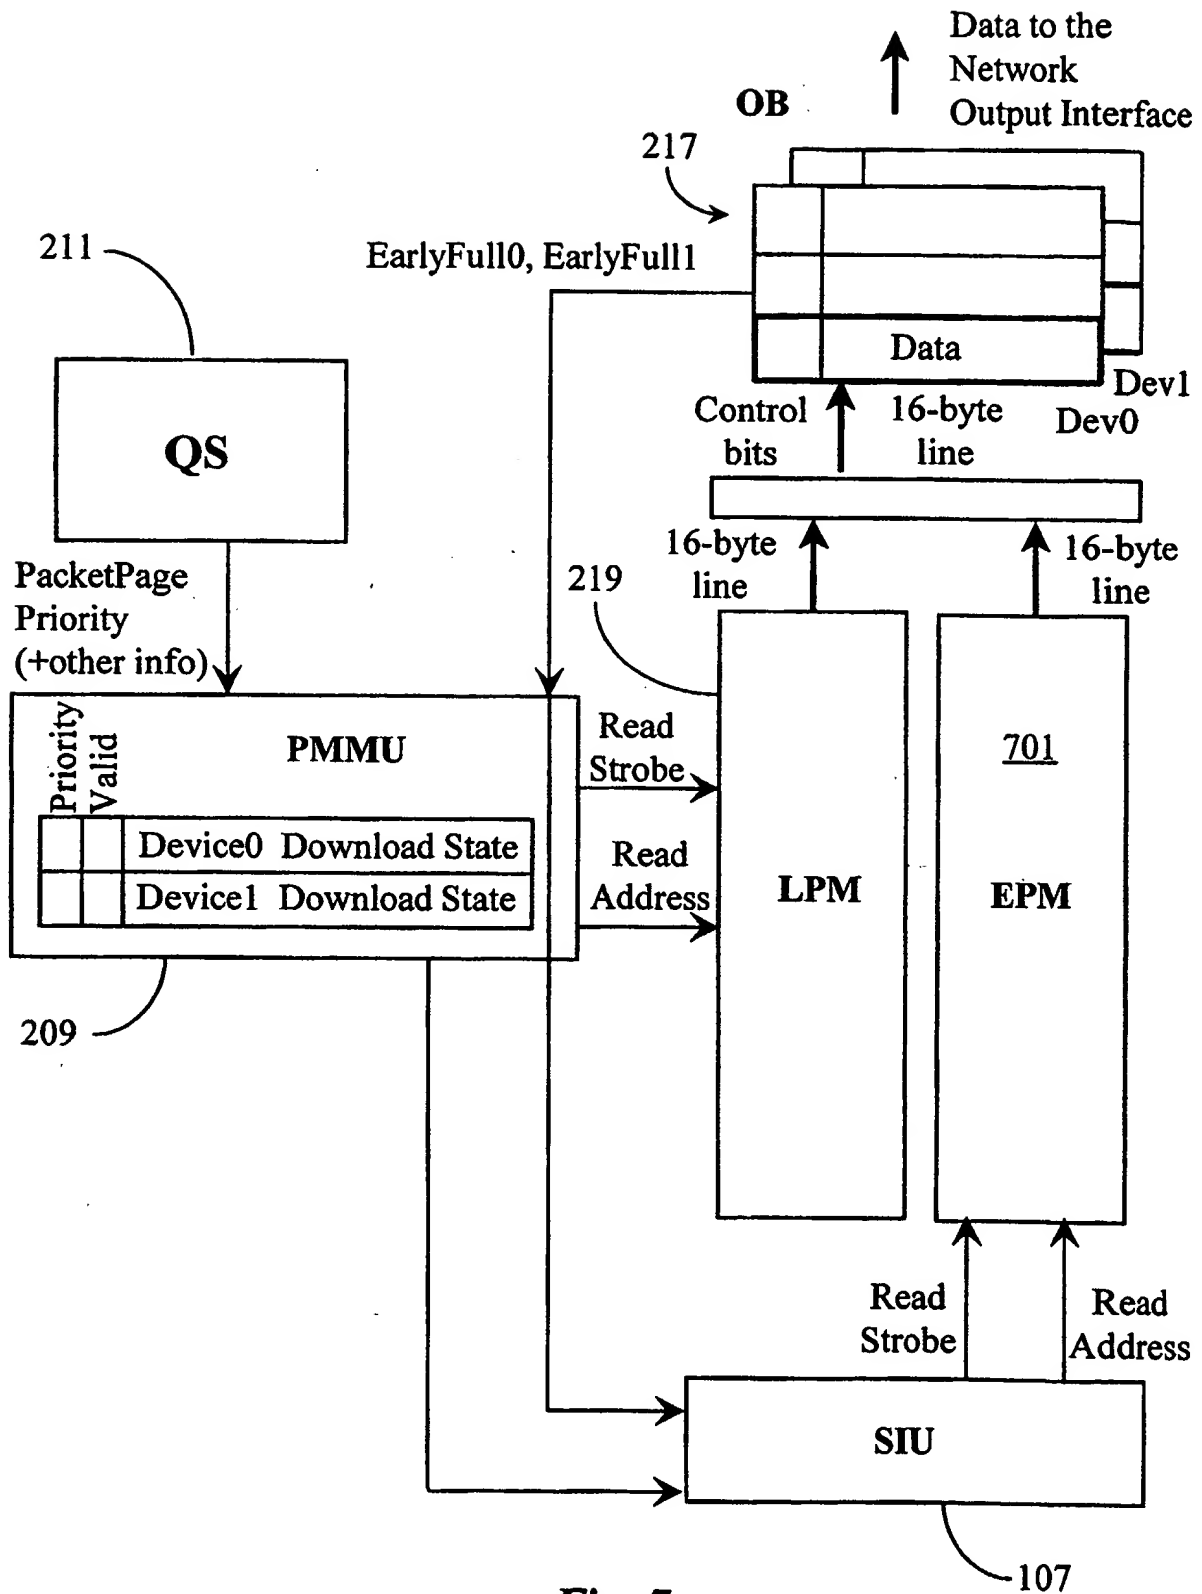 Data to the
Network
Output Interface
OB
217
211
EarlyFull0, EarlyFull1
Data
Dev1
Dev0
Control
bits
16-byte
line
QS
16-byte
line
16-byte
line
219
PacketPage
Priority
(+other info)
Priority
Valid
PMMU
Read
Strobe
701
Device0 Download State
Device1 Download State
Read
Address
LPM
EPM
209
Read
Strobe
Read
Address
SIU
107